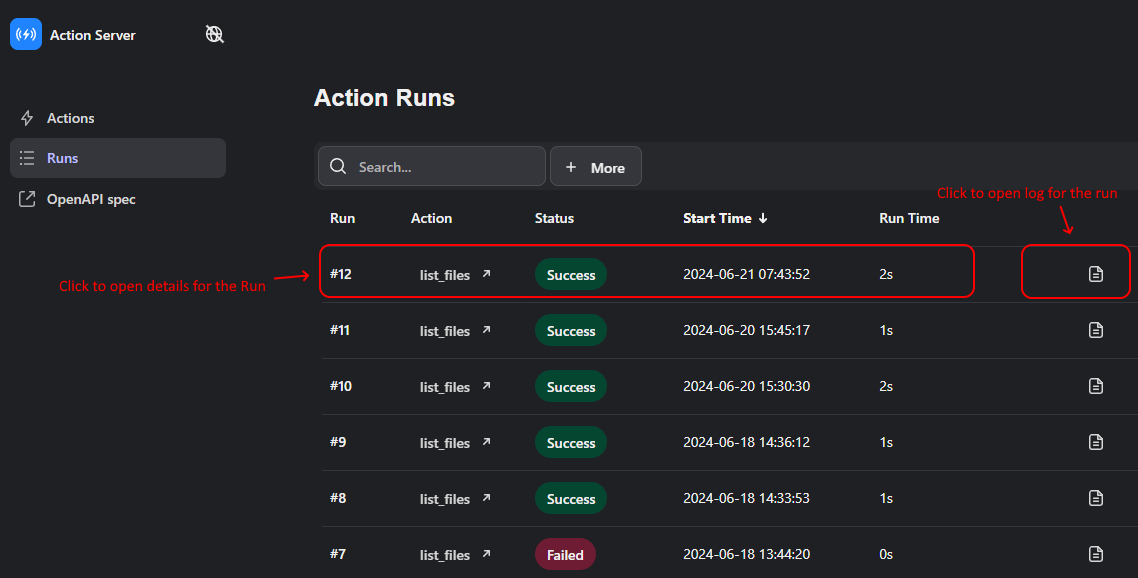 Action Server
Actions
Runs
OpenAPI spec
Action Runs
Search...
+ More
Click to open log for the run
Run Action Status Start Time ↓ Run Time
Click to open details for the Run
#12 list_files Success 2024-06-21 07:43:52 2s
#11 list_files Success 2024-06-20 15:45:17 1s
#10 list_files Success 2024-06-20 15:30:30 2s
#9 list_files Success 2024-06-18 14:36:12 1s
#8 list_files Success 2024-06-18 14:33:53 1s
#7 list_files Failed 2024-06-18 13:44:20 0s